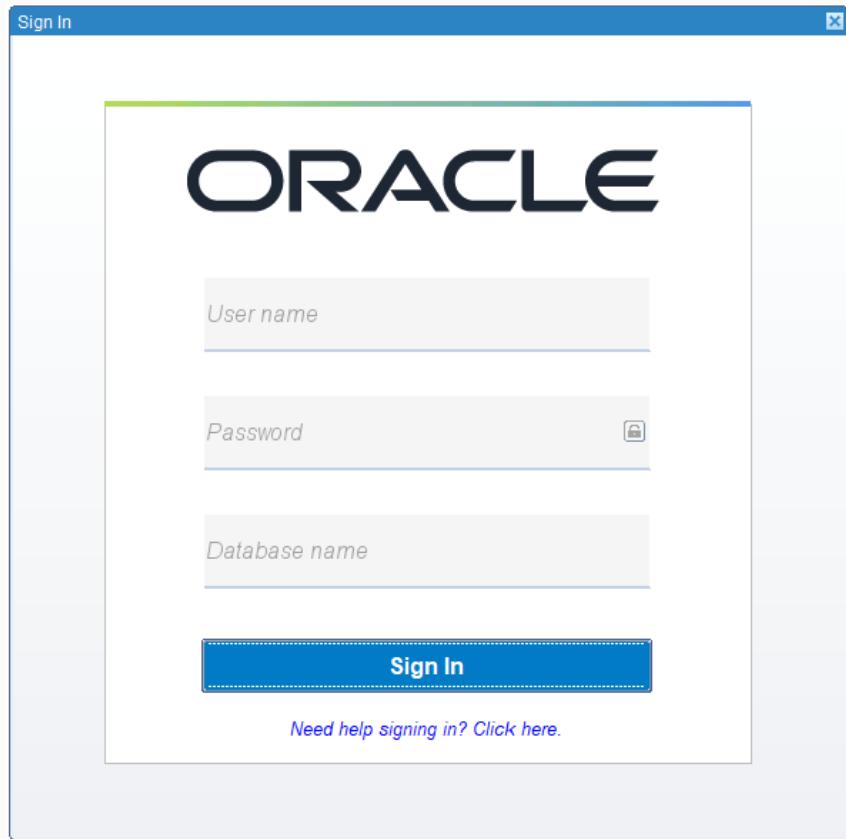 Sign In
ORACLE
User name
Password
Database name
Sign In
Need help signing in? Click here.